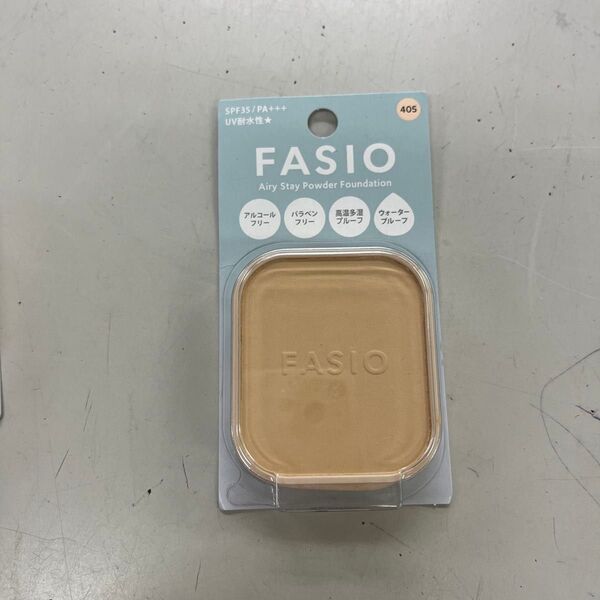 SPF35/PA+++
UV耐水性★
405
FASIO
Airy Stay Powder Foundation
アルコール
フリー
パラベン
フリー
高温多湿
プルーフ
ウォーター
プルーフ
FASIO